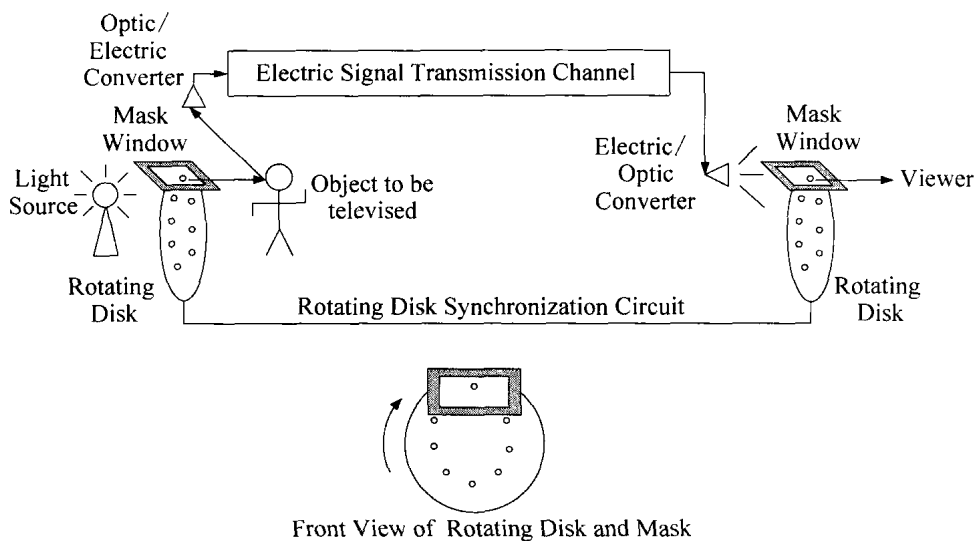 Optic/
Electric
Converter
Electric Signal Transmission Channel
Mask
Window
Light
Source
Object to be
televised
Electric/
Optic
Converter
Mask
Window
Viewer
Rotating
Disk
Rotating Disk Synchronization Circuit
Rotating
Disk
Front View of Rotating Disk and Mask